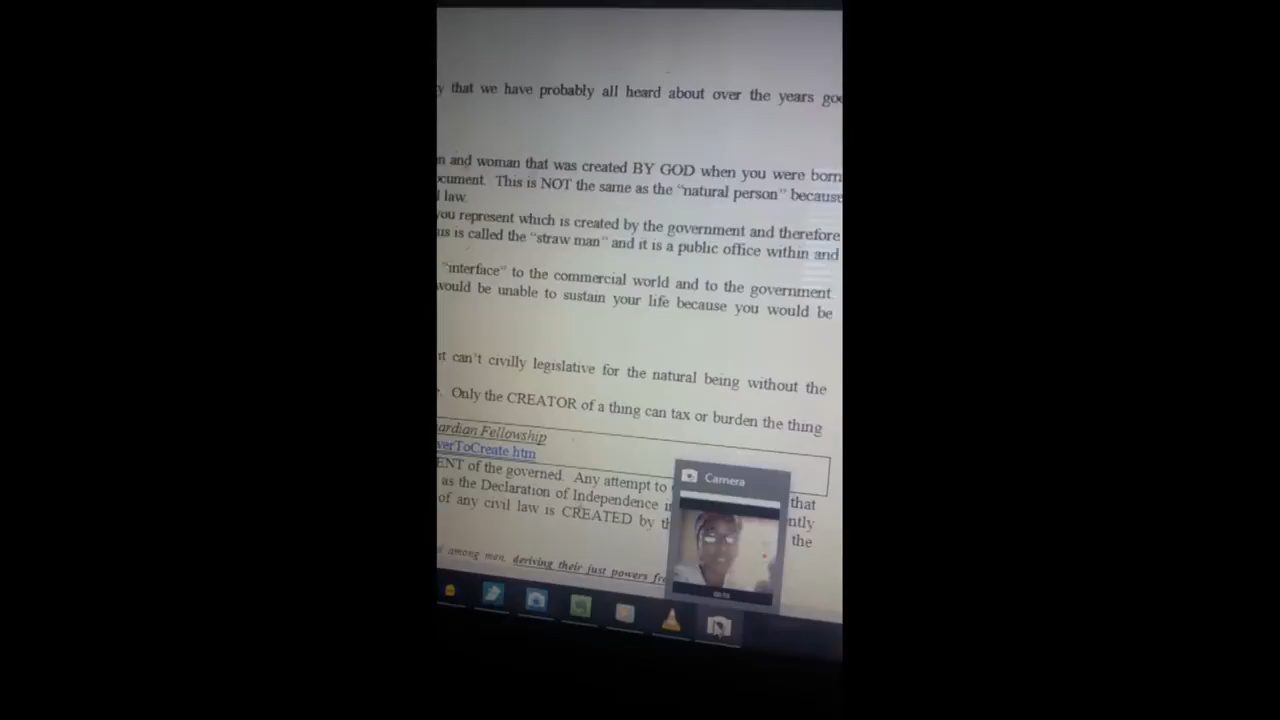 that we have probably all heard about over the years
and woman that was created BY GOD when you were born
This is NOT the same as the "natural person" because
law.
you represent which is created by the government and therefore
us is called the "straw man" and it is a public office within and
"interface" to the commercial world and to the government.
would be unable to sustain your life because you would be
it can't civilly legislative for the natural being without the
Only the CREATOR of a thing can tax or burden the thing
ardian Fellowship
verToCreate.htm
ENT of the governed. Any attempt to that
as the Declaration of Independence ntly
of any civil law is CREATED by the
among men, deriving their just powers
Camera